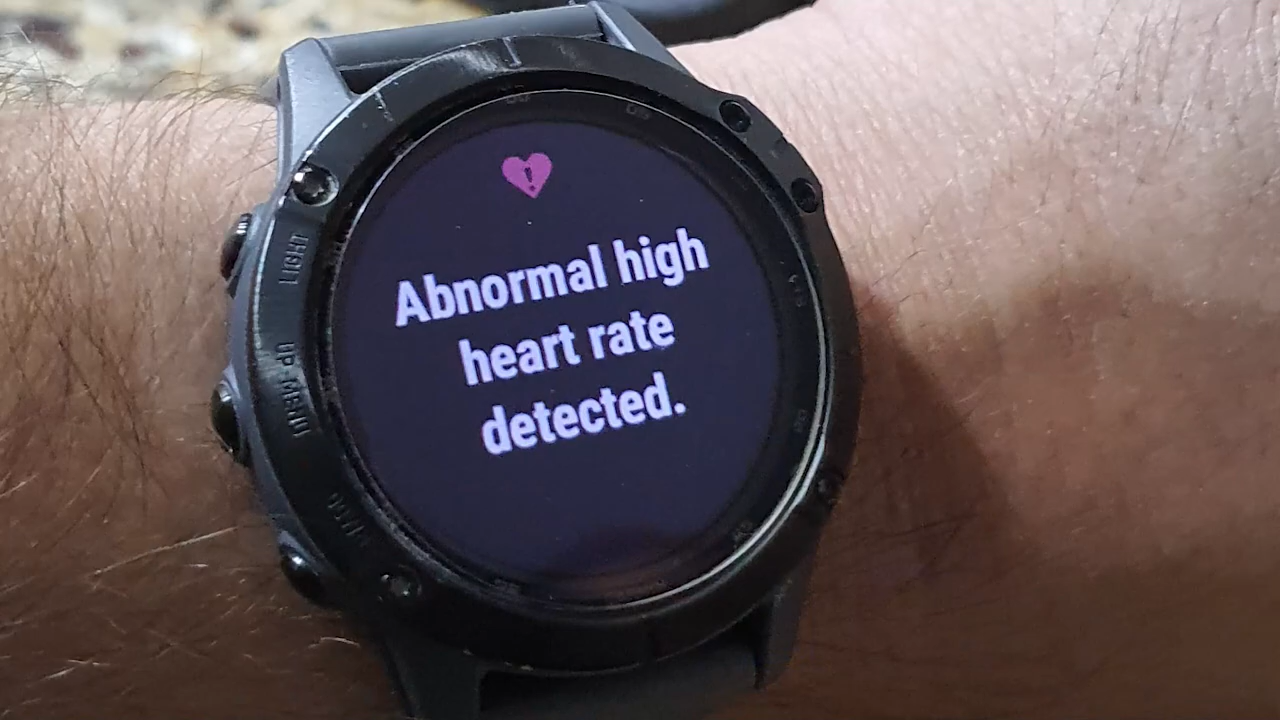 Abnormal high
heart rate
detected.
LIGHT
UP·MENU